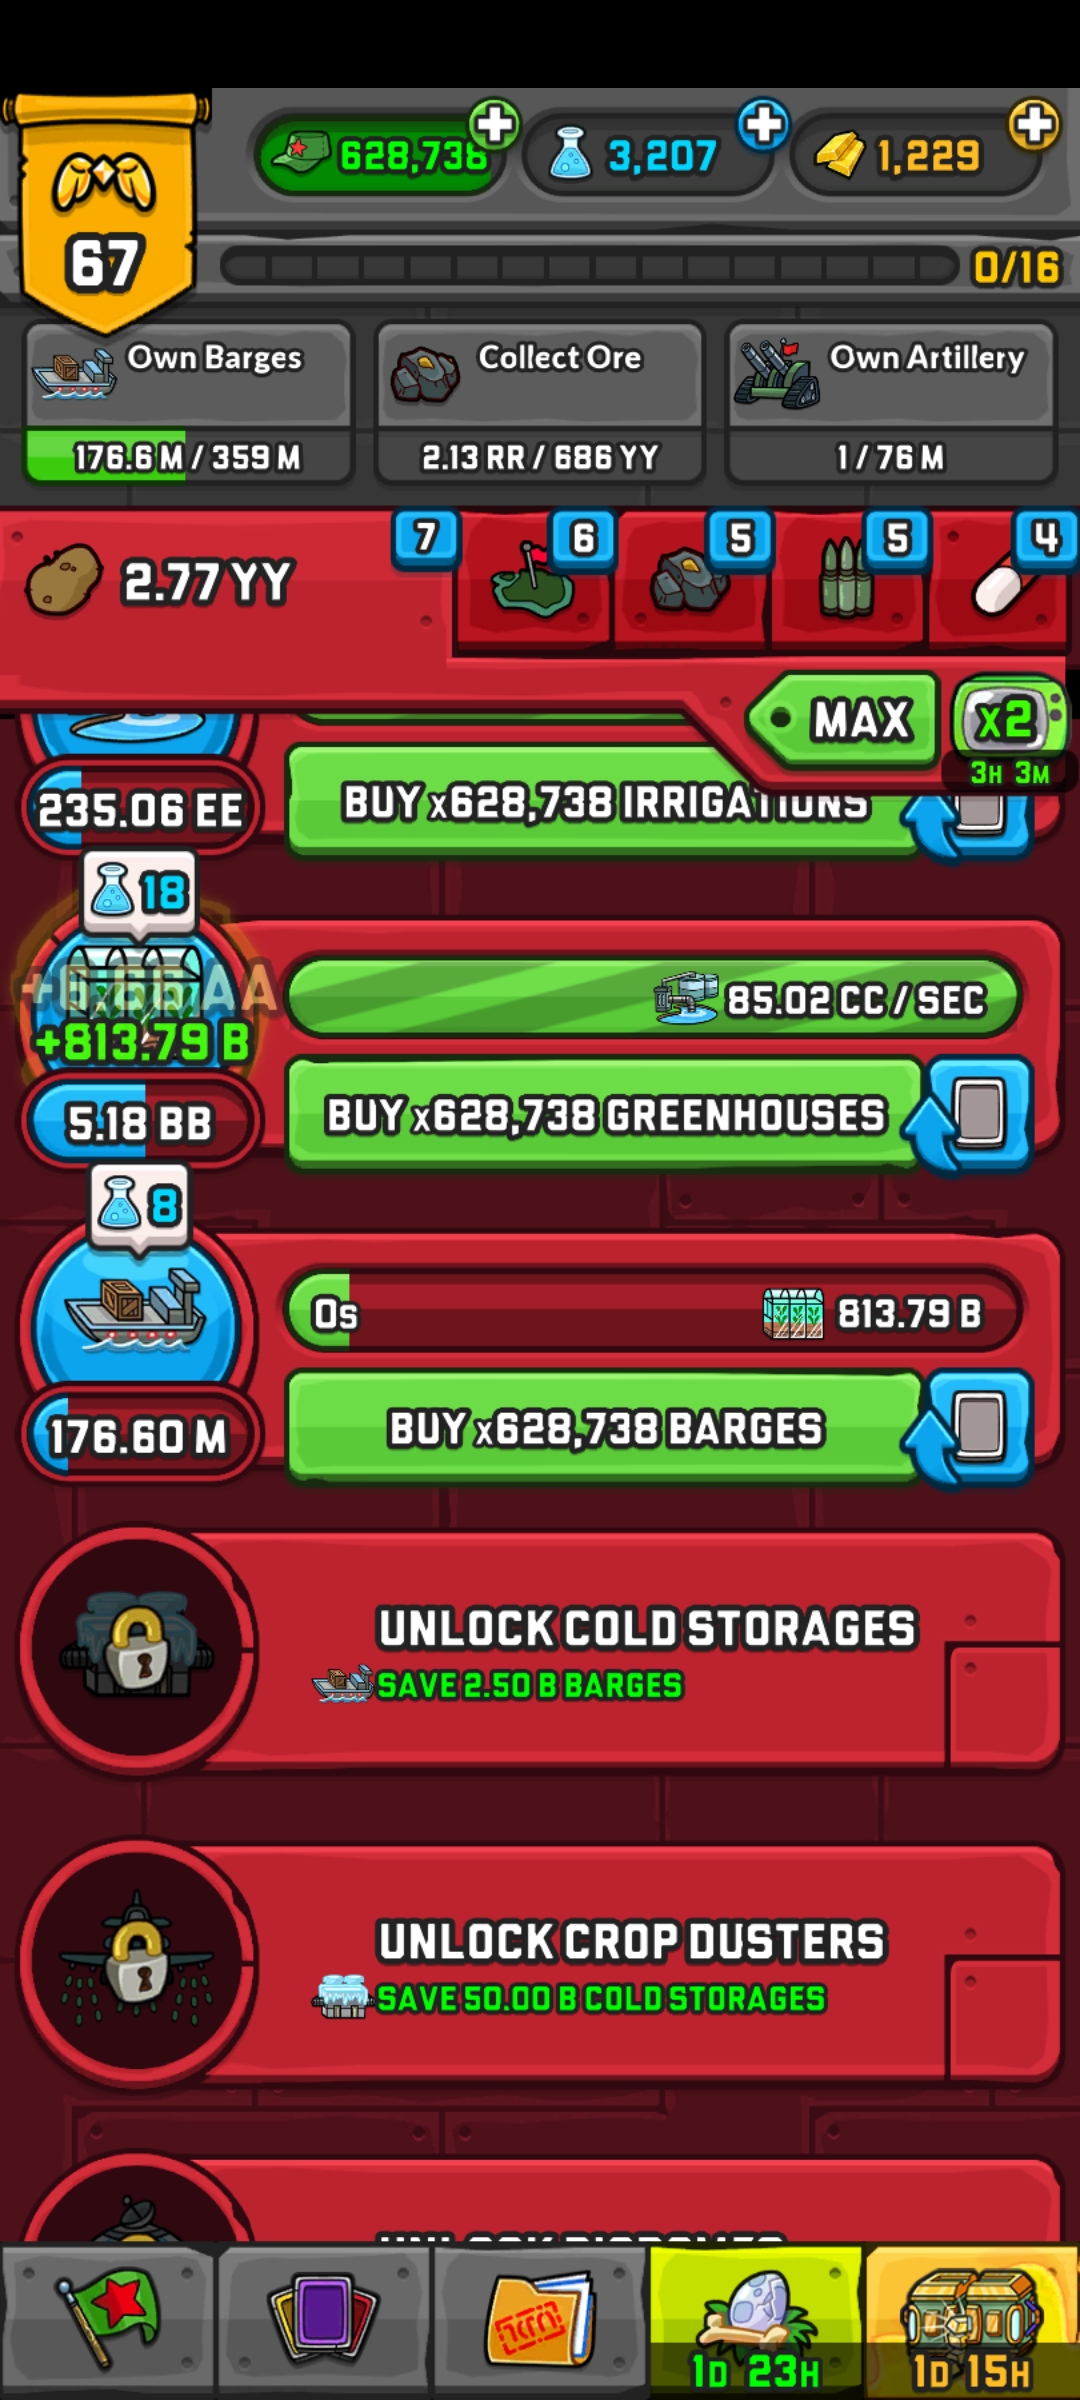 628,738
3,207
1,229
67
0/16
Own Barges
176.6 M / 359 M
Collect Ore
2.13 RR / 686 YY
Own Artillery
1 / 76 M
2.77 YY
7
6
5
5
4
MAX
x2
3H 3M
235.06 EE
BUY x628,738 IRRIGATIONS
18
+6.66 AA
+813.79 B
85.02 CC / SEC
5.18 BB
BUY x628,738 GREENHOUSES
8
0s
813.79 B
176.60 M
BUY x628,738 BARGES
UNLOCK COLD STORAGES
SAVE 2.50 B BARGES
UNLOCK CROP DUSTERS
SAVE 50.00 B COLD STORAGES
UNLOCK
1D 23H
1D 15H